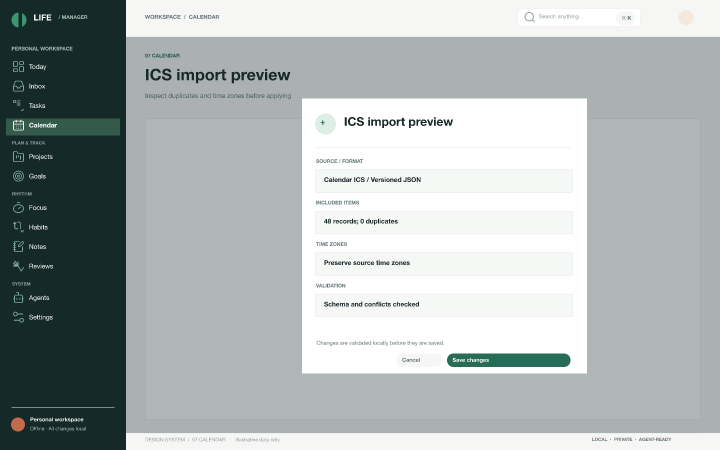 LIFE / MANAGER
PERSONAL WORKSPACE
Today
Inbox
Tasks
Calendar
PLAN & TRACK
Projects
Goals
RHYTHM
Focus
Habits
Notes
Reviews
SYSTEM
Agents
Settings
Personal workspace
Offline · All changes local
WORKSPACE / CALENDAR
Search anything...
⌘ K
07 CALENDAR
ICS import preview
Inspect duplicates and time zones before applying
+
ICS import preview
SOURCE / FORMAT
Calendar ICS / Versioned JSON
INCLUDED ITEMS
48 records; 0 duplicates
TIME ZONES
Preserve source time zones
VALIDATION
Schema and conflicts checked
Changes are validated locally before they are saved.
Cancel
Save changes
DESIGN SYSTEM / 07 CALENDAR · Illustrative data only
LOCAL · PRIVATE · AGENT-READY